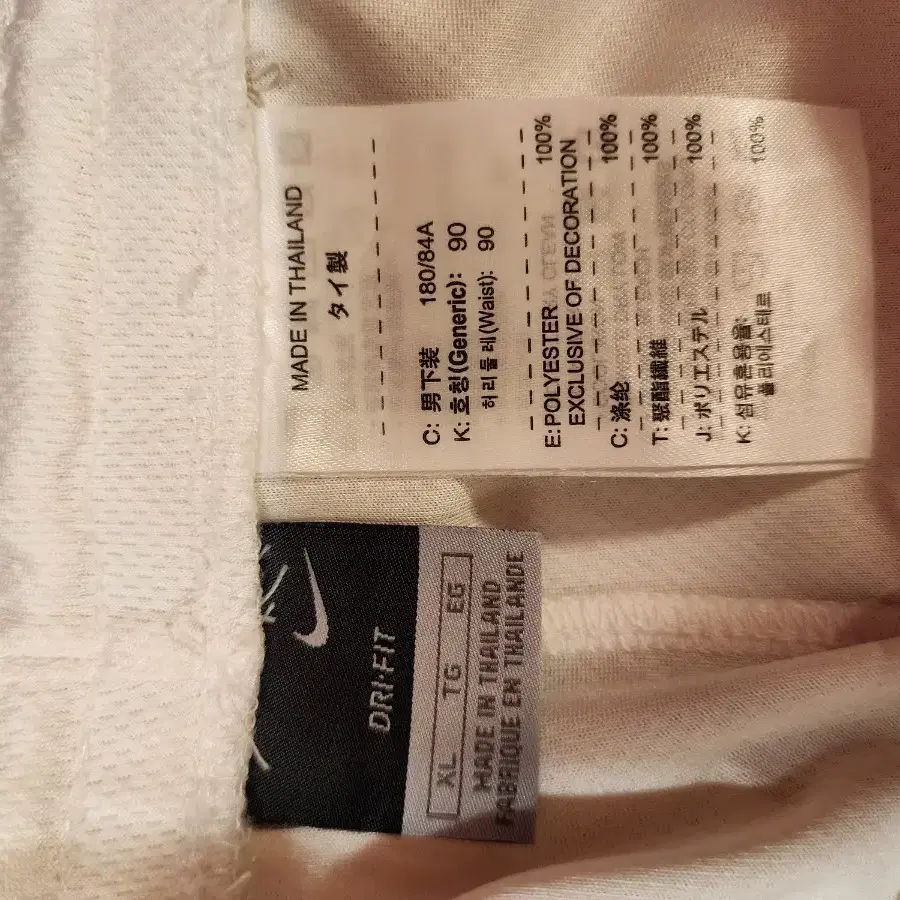 MADE IN THAILAND
タイ製
C: 男下装 180/84A
K: 호칭(Generic): 90
허리둘레(Waist): 90
E: POLYESTER 100%
EXCLUSIVE OF DECORATION
C: 涤纶 100%
T: 聚酯纖維 100%
J: ポリエステル 100%
K: 섬유혼용율: 100%
폴리에스테르
DRI-FIT
XL TG EG
MADE IN THAILAND
FABRIQUE EN THAILANDE